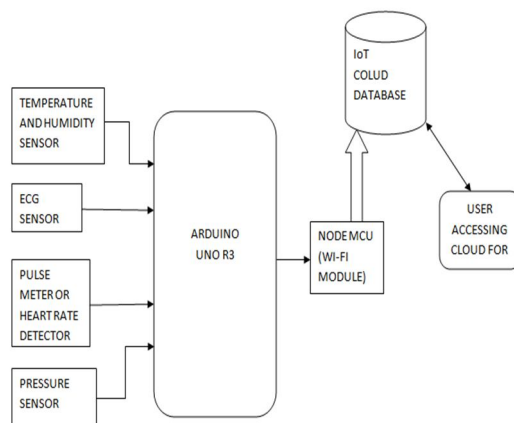 TEMPERATURE
AND HUMIDITY
SENSOR
ECG
SENSOR
PULSE
METER OR
HEART RATE
DETECTOR
PRESSURE
SENSOR
ARDUINO
UNO R3
NODE MCU
(WI-FI
MODULE)
IoT
COLUD
DATABASE
USER
ACCESSING
CLOUD FOR